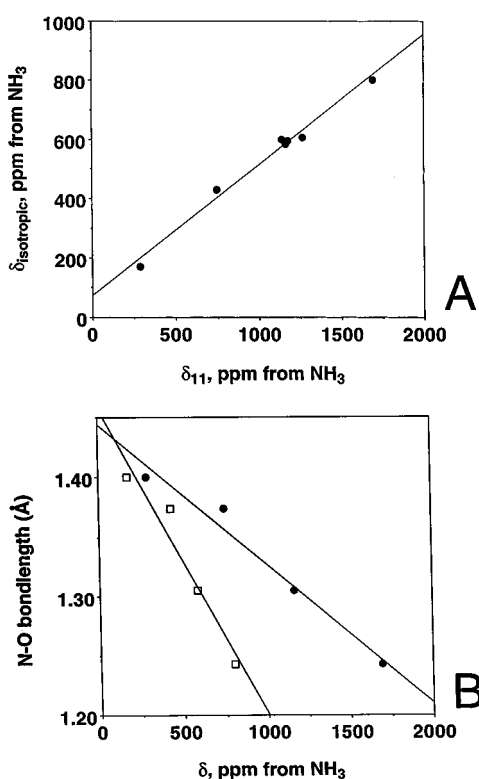 1000
800
600
400
200
0
δisotropic, ppm from NH3
0 500 1000 1500 2000
δ11, ppm from NH3
A
1.40
1.30
1.20
N-O bondlength (Å)
0 500 1000 1500 2000
δ, ppm from NH3
B